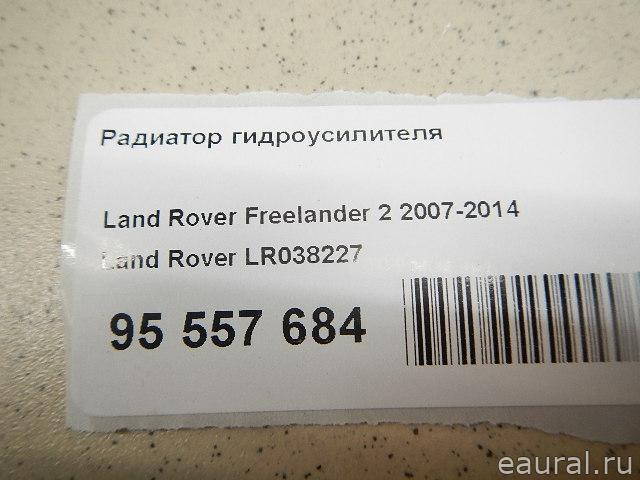 Радиатор гидроусилителя
Land Rover Freelander 2 2007-2014
Land Rover LR038227
95 557 684
eaural.ru